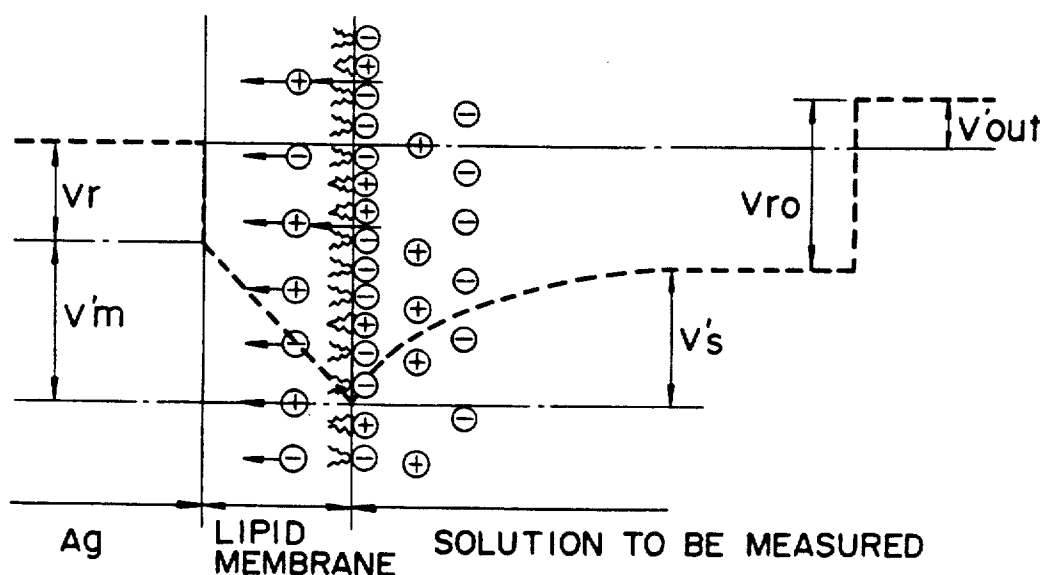 V'out
Vr
Vro
V'm
V's
Ag
LIPID
MEMBRANE
SOLUTION TO BE MEASURED